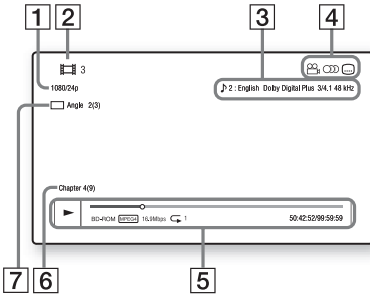 1 2 3 4
3
1080/24p
♪ 2 : English Dolby Digital Plus 3/4.1 48 kHz
Angle 2(3)
Chapter 4(9)
BD-ROM MPEG4 16.9Mbps 1 50:42:52/99:59:59
7 6 5